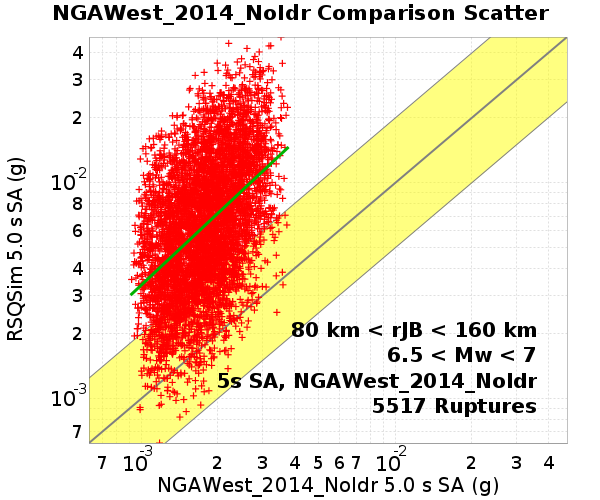 NGAWest_2014_NoIdr Comparison Scatter
RSQSim 5.0 s SA (g)
4
3
2
10-2
8
6
4
3
2
10-3
7
80 km < rJB < 160 km
6.5 < Mw < 7
5s SA, NGAWest_2014_NoIdr
5517 Ruptures
7 10-3 2 3 4 5 6 7 10-2 2 3 4
NGAWest_2014_NoIdr 5.0 s SA (g)